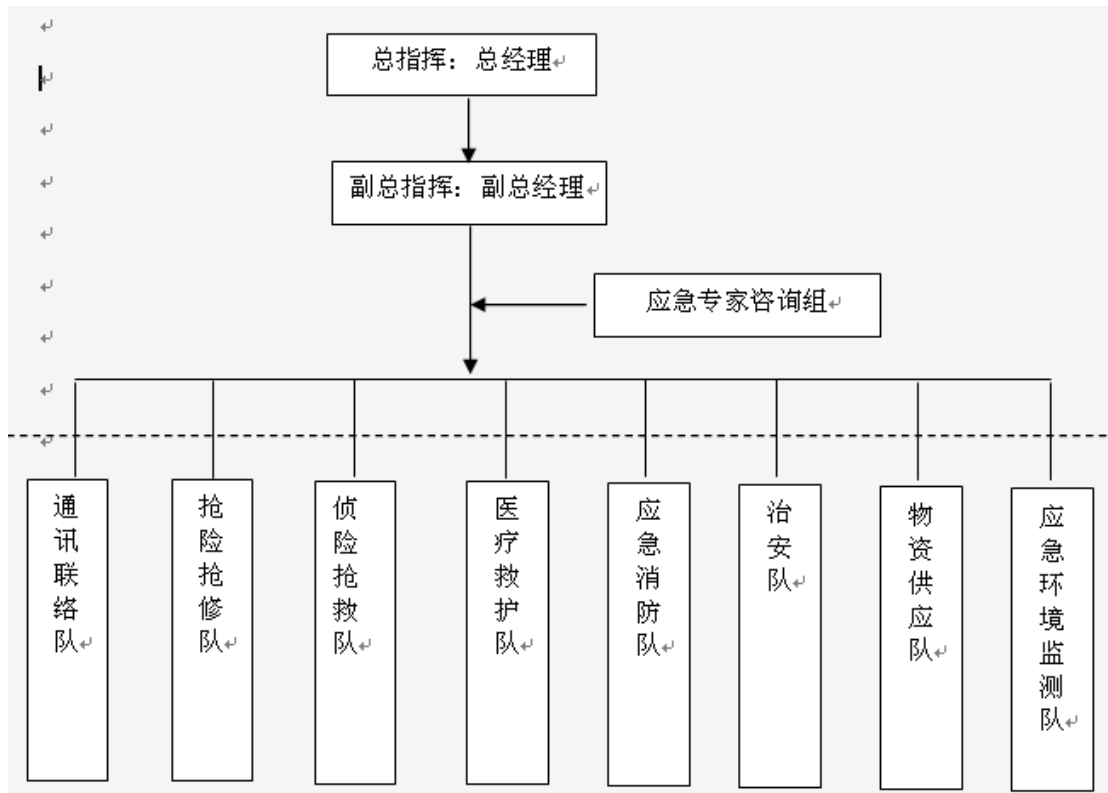 总指挥：总经理
副总指挥：副总经理
应急专家咨询组
通讯联络队
抢险抢修队
侦险抢救队
医疗救护队
应急消防队
治安队
物资供应队
应急环境监测队